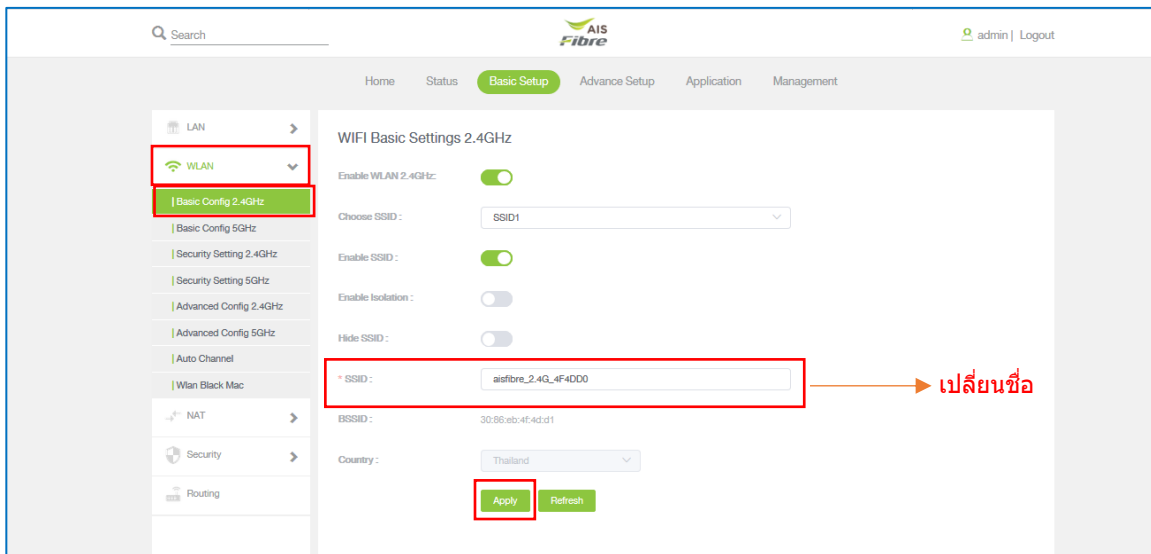 Search
AIS
Fibre
admin | Logout
Home Status Basic Setup Advance Setup Application Management
LAN
WLAN
Basic Config 2.4GHz
Basic Config 5GHz
Security Setting 2.4GHz
Security Setting 5GHz
Advanced Config 2.4GHz
Advanced Config 5GHz
Auto Channel
Wlan Black Mac
NAT
Security
Routing
WIFI Basic Settings 2.4GHz
Enable WLAN 2.4GHz:
Choose SSID : SSID1
Enable SSID :
Enable Isolation :
Hide SSID :
* SSID : aisfibre_2.4G_4F4DD0
เปลี่ยนชื่อ
BSSID : 30:86:eb:4f:4d:d1
Country : Thailand
Apply Refresh